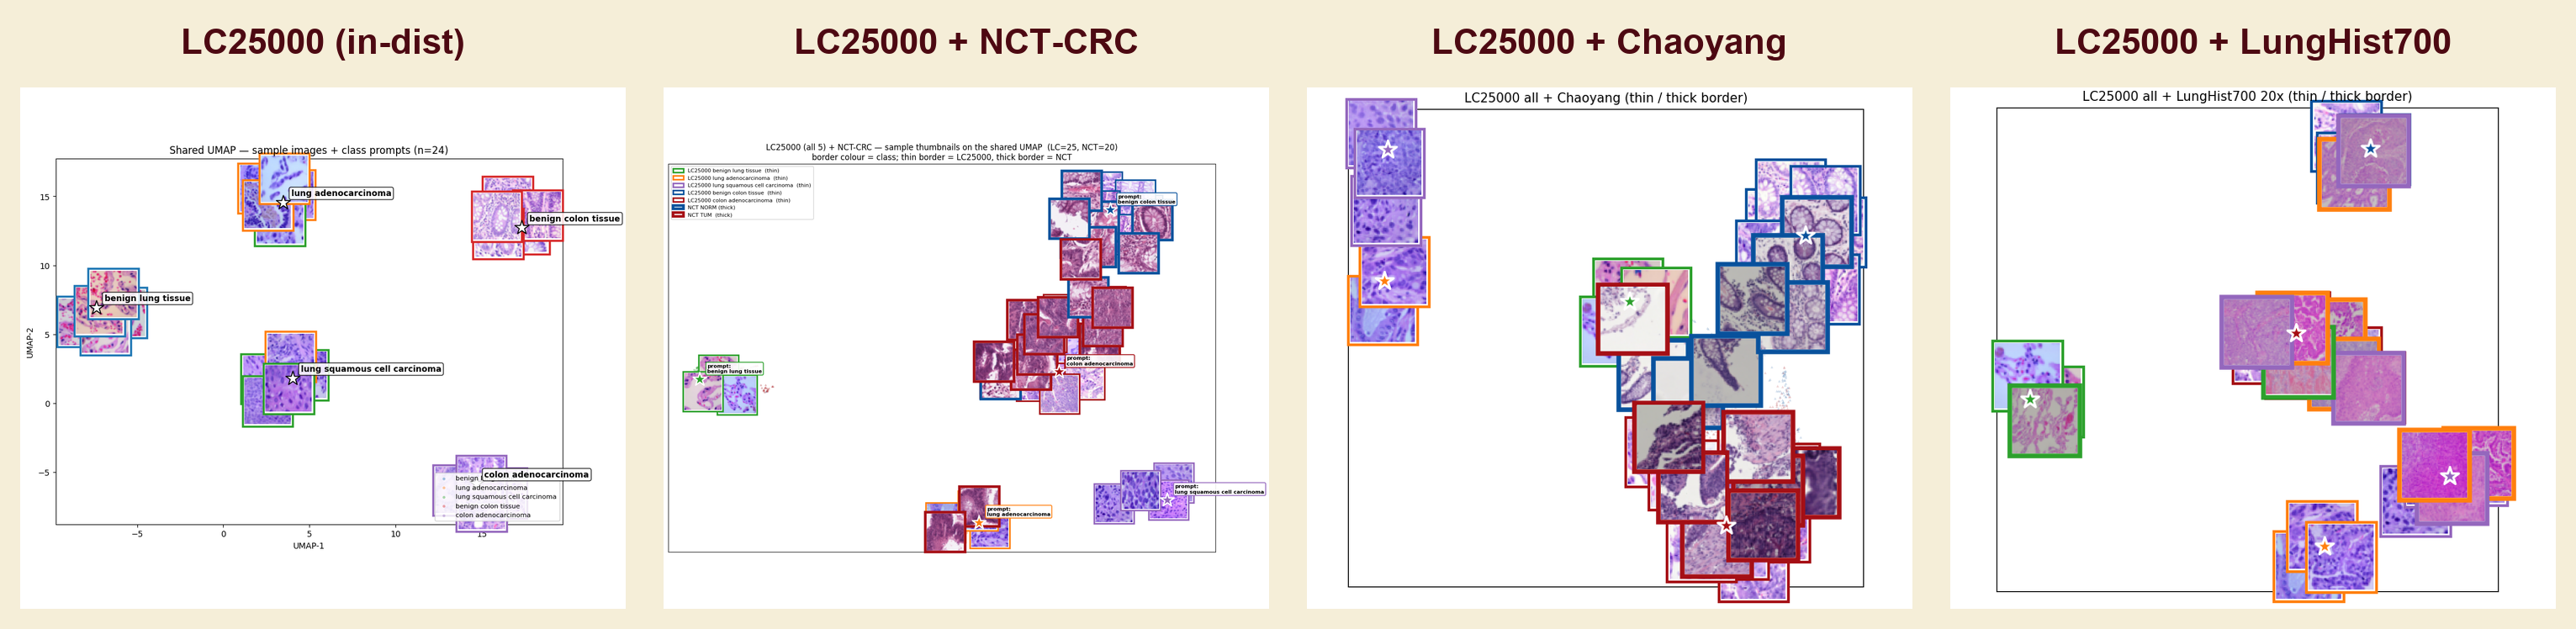 LC25000 (in-dist)
LC25000 + NCT-CRC
LC25000 + Chaoyang
LC25000 + LungHist700
Shared UMAP — sample images + class prompts (n=24)
lung adenocarcinoma
benign colon tissue
benign lung tissue
lung squamous cell carcinoma
colon adenocarcinoma
benign
lung adenocarcinoma
lung squamous cell carcinoma
benign colon tissue
colon adenocarcinoma
15
10
5
0
−5
UMAP-2
−5
0
5
10
15
UMAP-1
LC25000 (all 5) + NCT-CRC — sample thumbnails on the shared UMAP (LC=25, NCT=20)
border colour = class; thin border = LC25000, thick border = NCT
LC25000 benign lung tissue (thin)
LC25000 lung adenocarcinoma (thin)
LC25000 lung squamous cell carcinoma (thin)
LC25000 benign colon tissue (thin)
LC25000 colon adenocarcinoma (thin)
NCT NORM (thick)
NCT TUM (thick)
prompt:
benign colon tissue
prompt:
benign lung tissue
prompt:
colon adenocarcinoma
prompt:
lung squamous cell carcinoma
prompt:
lung adenocarcinoma
LC25000 all + Chaoyang (thin / thick border)
LC25000 all + LungHist700 20x (thin / thick border)